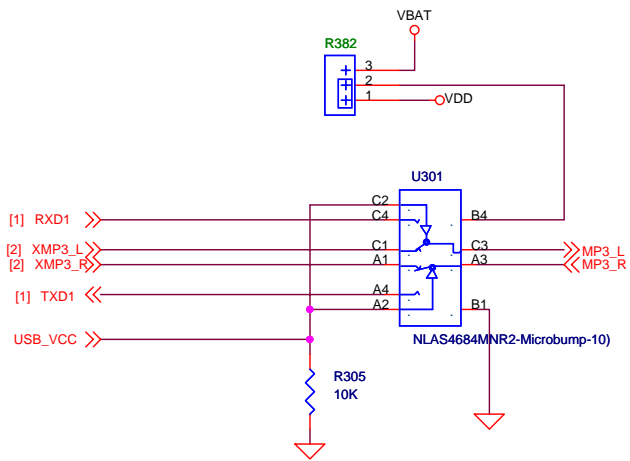 VBAT
R382
3
2
1
VDD
U301
C2
[1] RXD1
C4
B4
[2] XMP3_L
C1
C3
MP3_L
[2] XMP3_R
A1
A3
MP3_R
[1] TXD1
A4
A2
B1
USB_VCC
NLAS4684MNR2-Microbump-10)
R305
10K